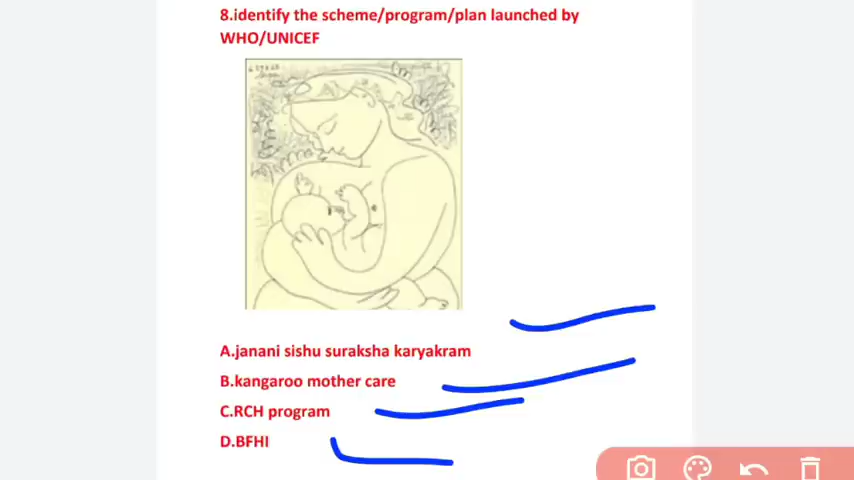 8.identify the scheme/program/plan launched by
WHO/UNICEF
A.janani sishu suraksha karyakram
B.kangaroo mother care
C.RCH program
D.BFHI